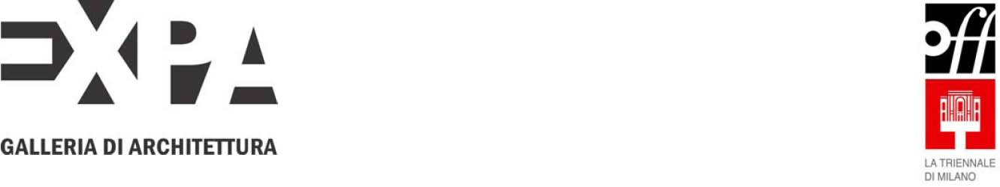 EXPA
GALLERIA DI ARCHITETTURA
off
LA TRIENNALE
DI MILANO